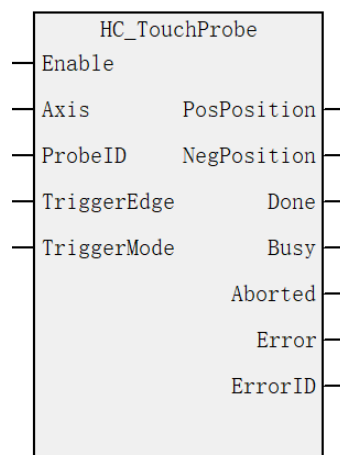 HC_TouchProbe
Enable
Axis PosPosition
ProbeID NegPosition
TriggerEdge Done
TriggerMode Busy
Aborted
Error
ErrorID